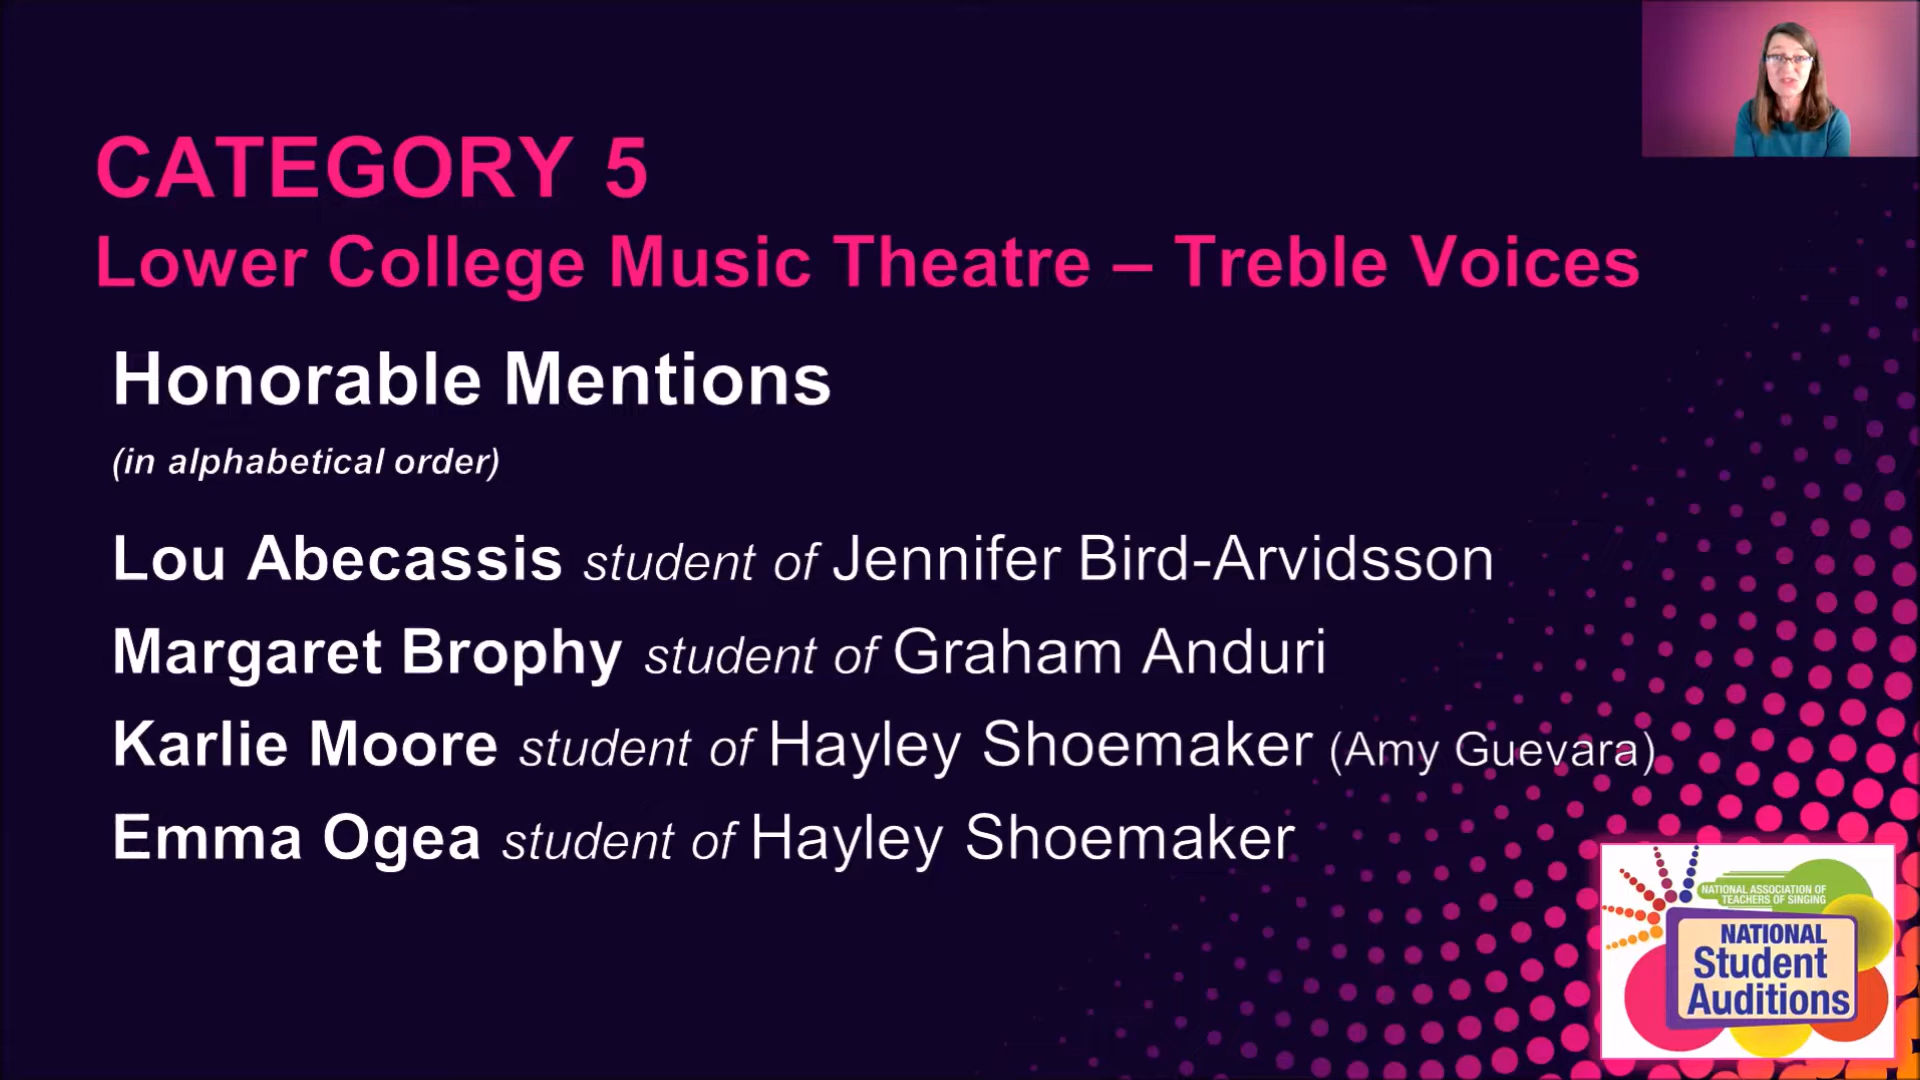 CATEGORY 5
Lower College Music Theatre – Treble Voices
Honorable Mentions
(in alphabetical order)
Lou Abecassis student of Jennifer Bird-Arvidsson
Margaret Brophy student of Graham Anduri
Karlie Moore student of Hayley Shoemaker (Amy Guevara)
Emma Ogea student of Hayley Shoemaker
NATIONAL ASSOCIATION OF
TEACHERS OF SINGING
NATIONAL
Student
Auditions